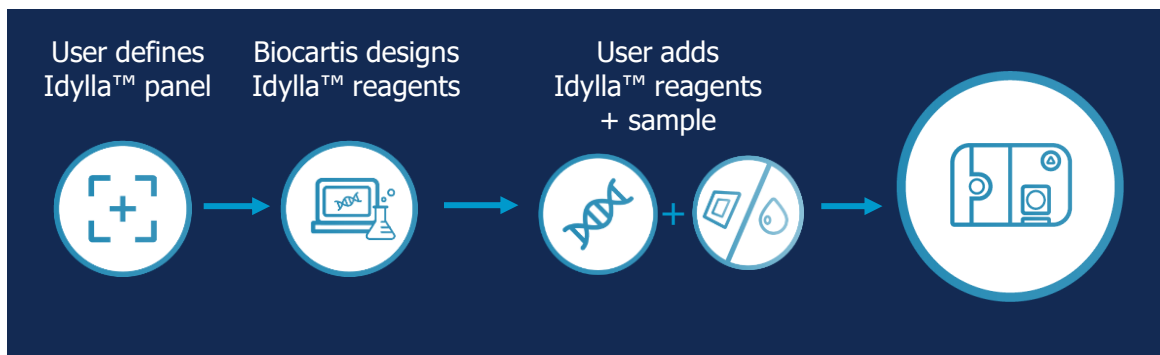 User defines
Idylla™ panel
Biocartis designs
Idylla™ reagents
User adds
Idylla™ reagents
+ sample
+